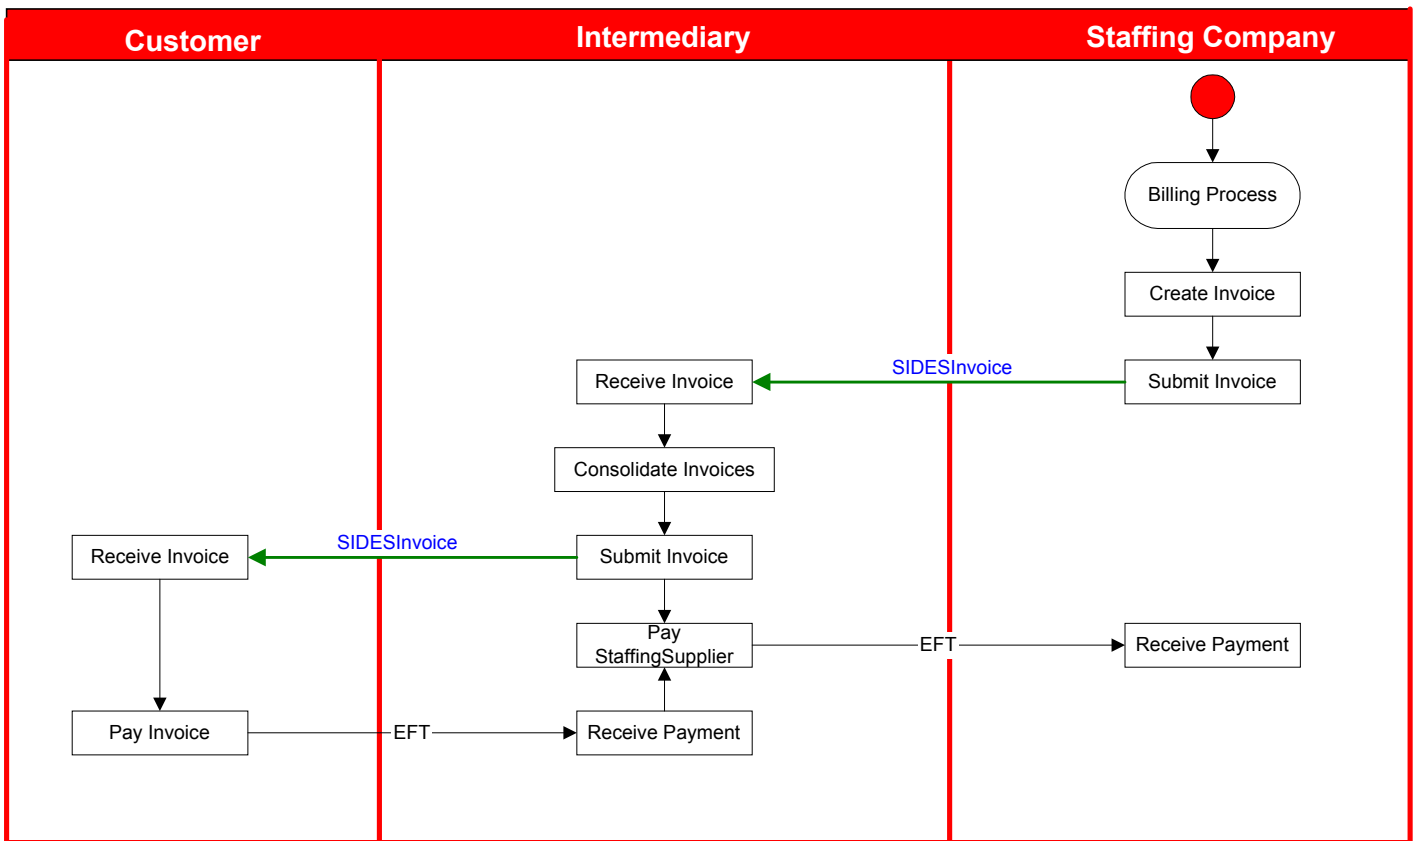 Customer
Intermediary
Staffing Company
Billing Process
Create Invoice
SIDESInvoice
Receive Invoice
Submit Invoice
Consolidate Invoices
SIDESInvoice
Receive Invoice
Submit Invoice
Pay
StaffingSupplier
EFT
Receive Payment
Pay Invoice
EFT
Receive Payment